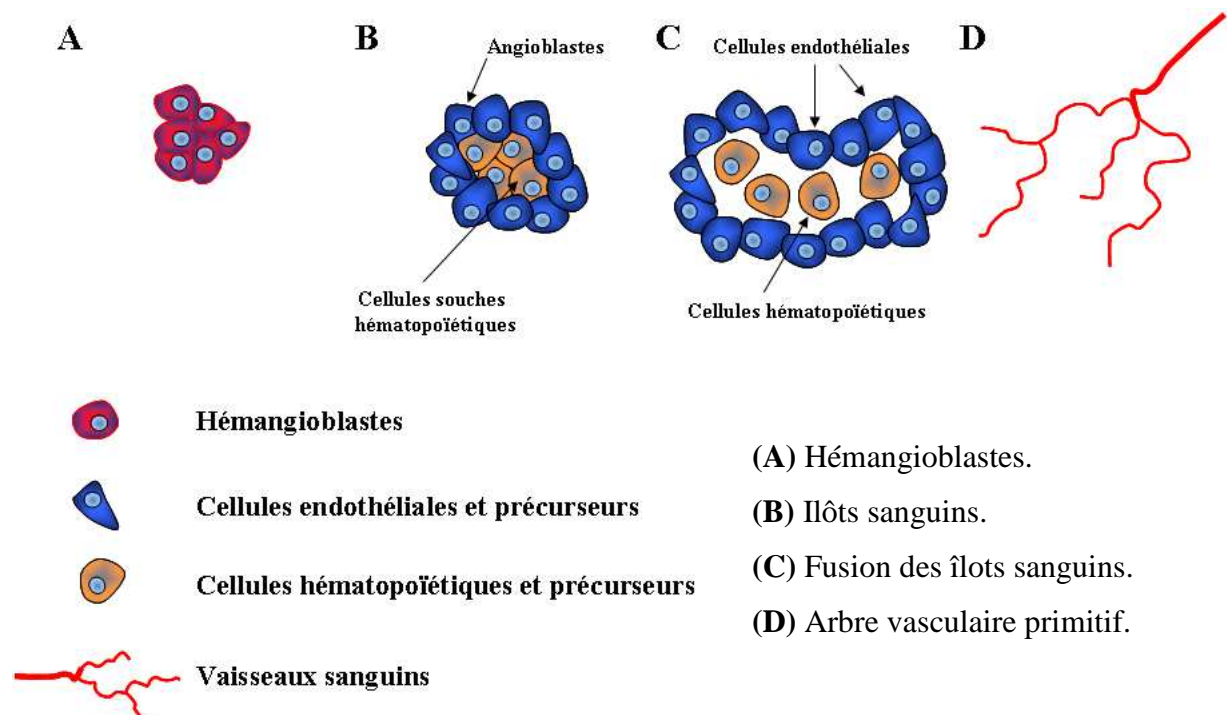 A
B
Angioblastes
C
Cellules endothéliales
D
Cellules souches
hématopoïétiques
Cellules hématopoïétiques
Hémangioblastes
Cellules endothéliales et précurseurs
Cellules hématopoïétiques et précurseurs
Vaisseaux sanguins
(A) Hémangioblastes.
(B) Ilôts sanguins.
(C) Fusion des îlots sanguins.
(D) Arbre vasculaire primitif.